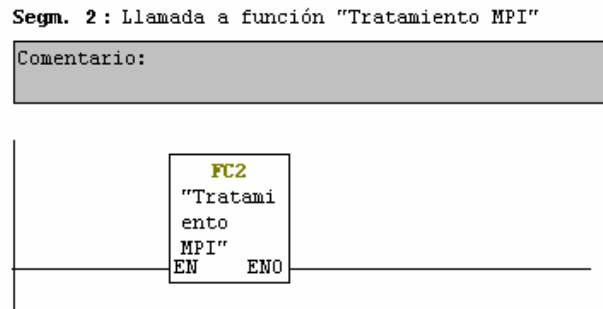 Segm. 2 : Llamada a función "Tratamiento MPI"
Comentario:
FC2
"Tratami
ento
MPI"
EN ENO